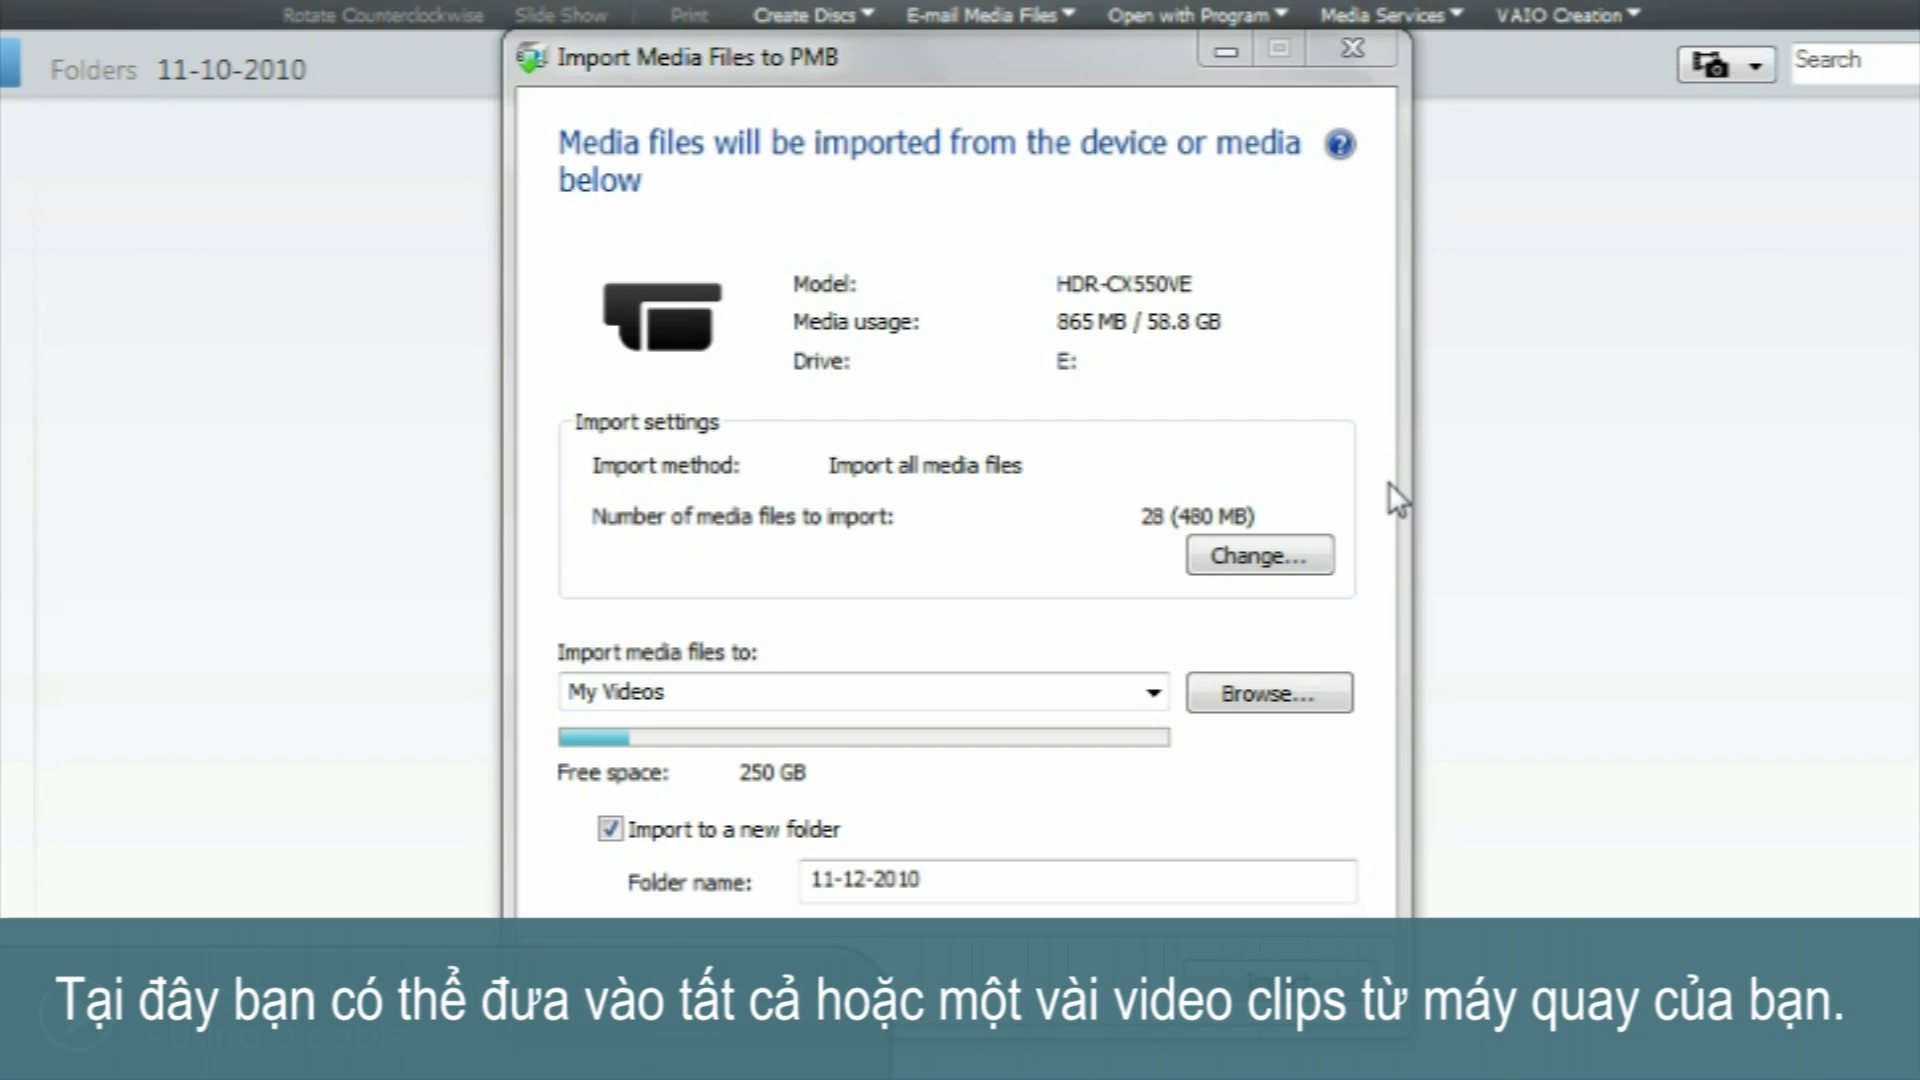 Rotate Counterclockwise Slide Show Print Create Discs E-mail Media Files Open with Program Media Services VAIO Creation
Folders 11-10-2010
Search
Import Media Files to PMB
Media files will be imported from the device or media
below
Model: HDR-CX550VE
Media usage: 865 MB / 58.8 GB
Drive: E:
Import settings
Import method: Import all media files
Number of media files to import: 28 (480 MB)
Change...
Import media files to:
My Videos
Browse...
Free space: 250 GB
Import to a new folder
Folder name: 11-12-2010
Tại đây bạn có thể đưa vào tất cả hoặc một vài video clips từ máy quay của bạn.